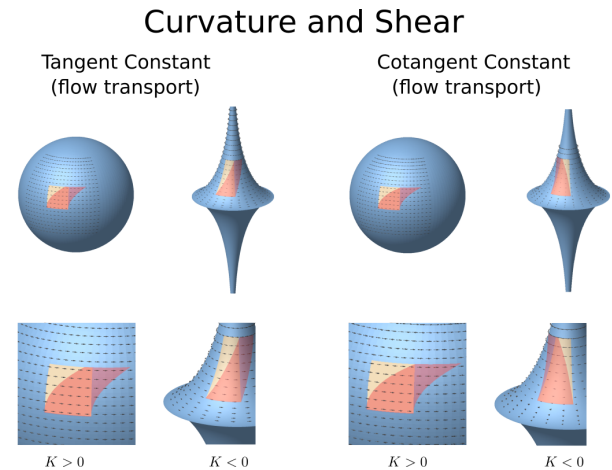 Curvature and Shear
Tangent Constant
(flow transport)
Cotangent Constant
(flow transport)
K > 0
K < 0
K > 0
K < 0